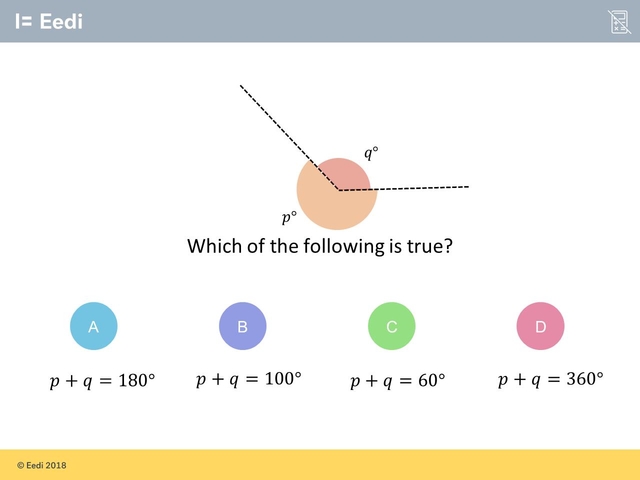 I= Eedi
q°
p°
Which of the following is true?
A
B
C
D
p + q = 180°
p + q = 100°
p + q = 60°
p + q = 360°
© Eedi 2018